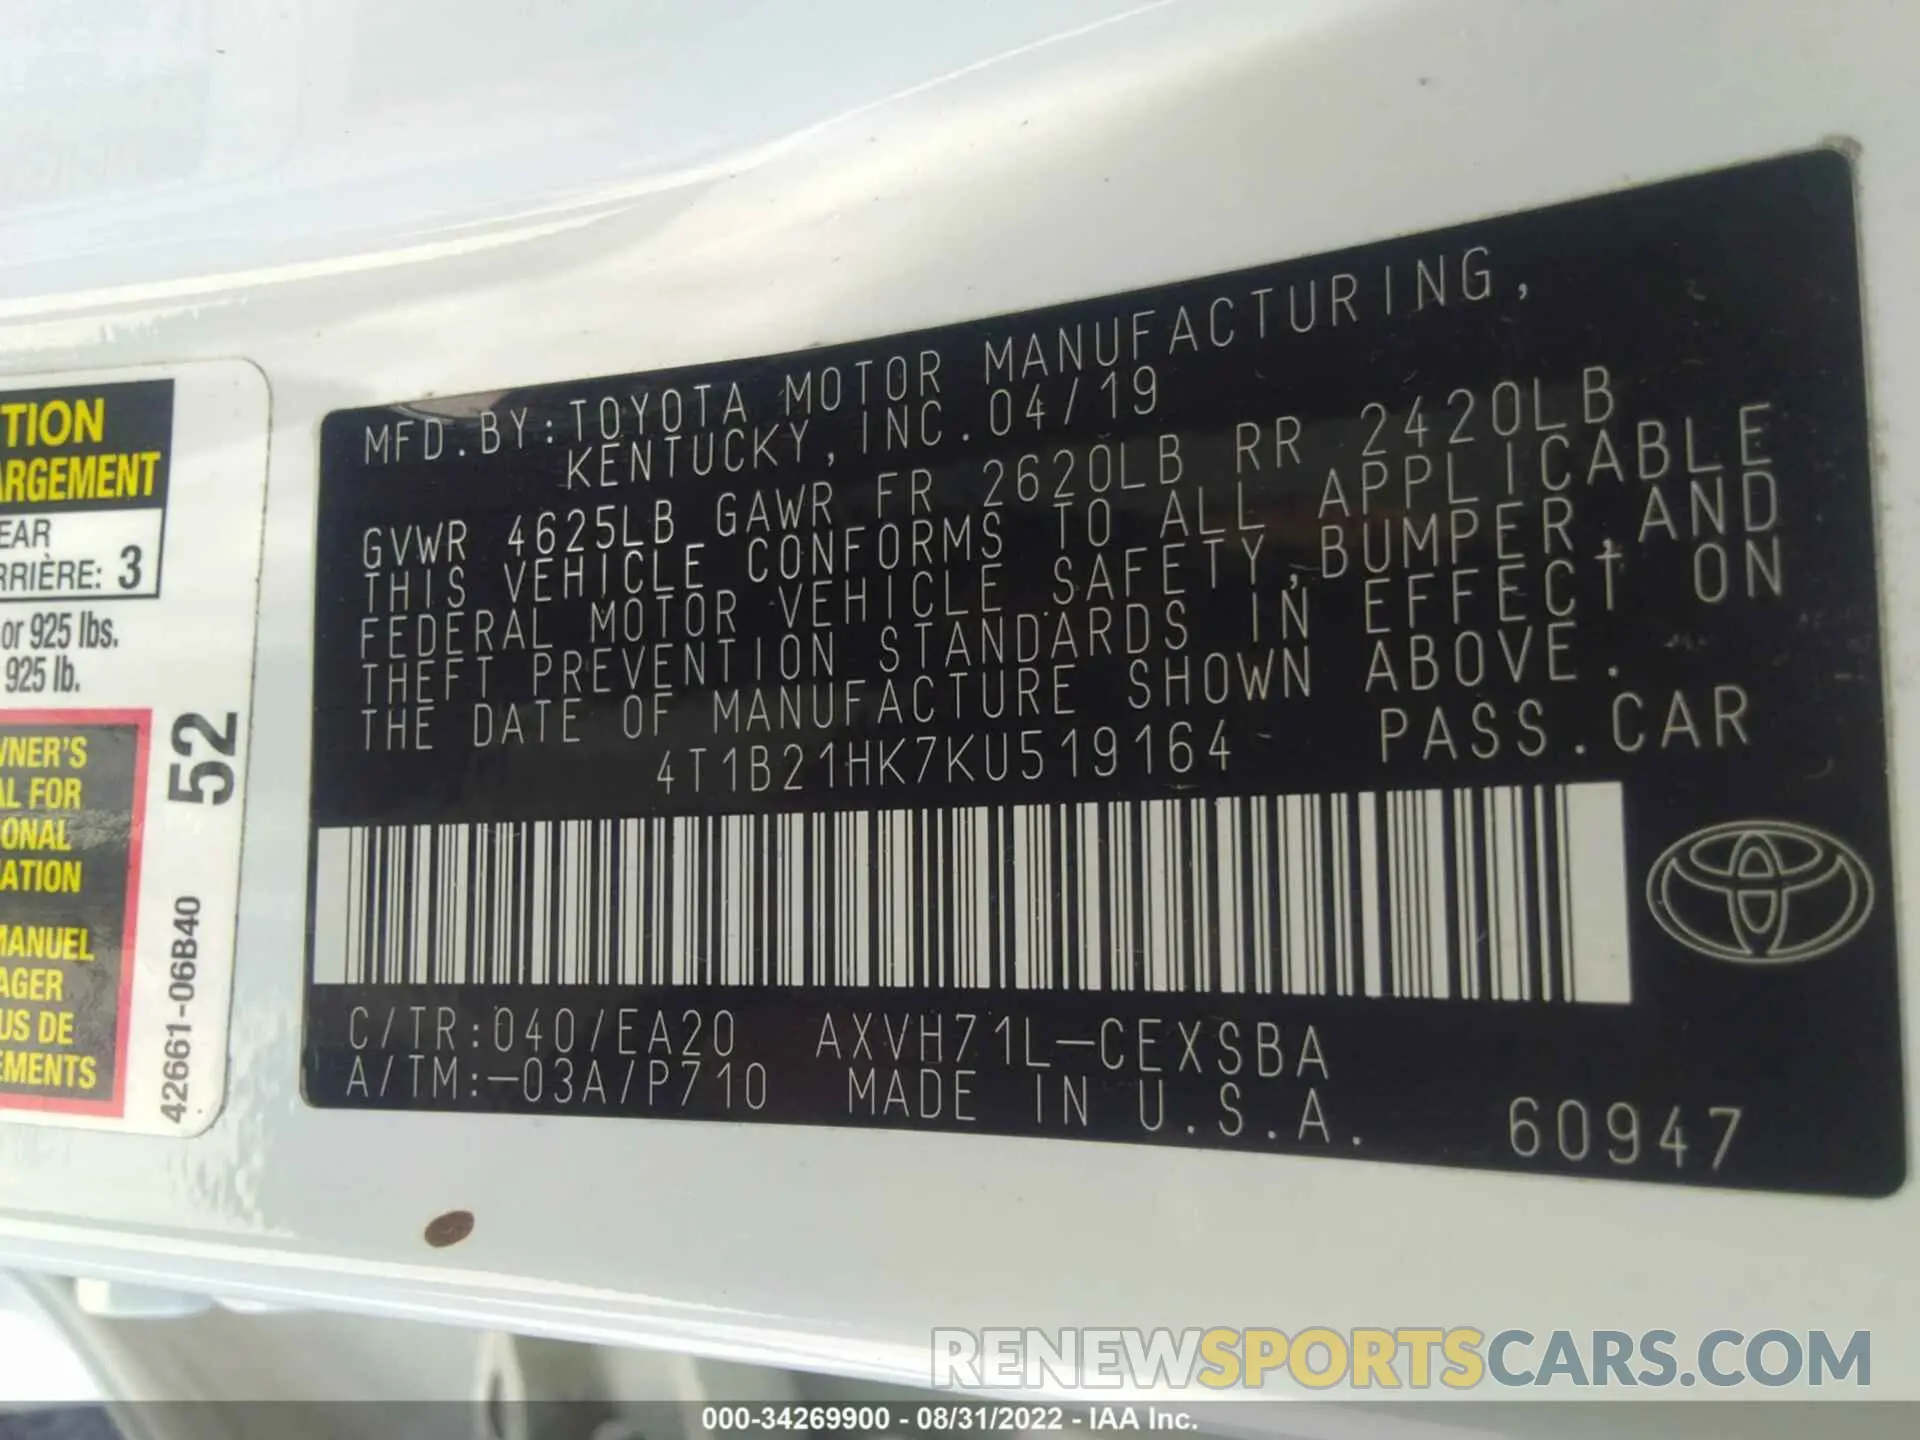 TION
ARGEMENT
EAR
RRIÈRE: 3
or 925 lbs.
925 lb.
WNER'S
AL FOR
IONAL
ATION
MANUEL
AGER
US DE
EMENTS
52
42661-06B40
MFD.BY:TOYOTA MOTOR MANUFACTURING,
KENTUCKY,INC.04/19
GVWR 4625LB GAWR FR 2620LB RR 2420LB
THIS VEHICLE CONFORMS TO ALL APPLICABLE
FEDERAL MOTOR VEHICLE SAFETY,BUMPER,AND
THEFT PREVENTION STANDARDS IN EFFECT ON
THE DATE OF MANUFACTURE SHOWN ABOVE.
4T1B21HK7KU519164 PASS.CAR
C/TR:040/EA20 AXVH71L-CEXSBA
A/TM:-03A/P710 MADE IN U.S.A. 60947
RENEWSPORTSCARS.COM
000-34269900 - 08/31/2022 - IAA Inc.